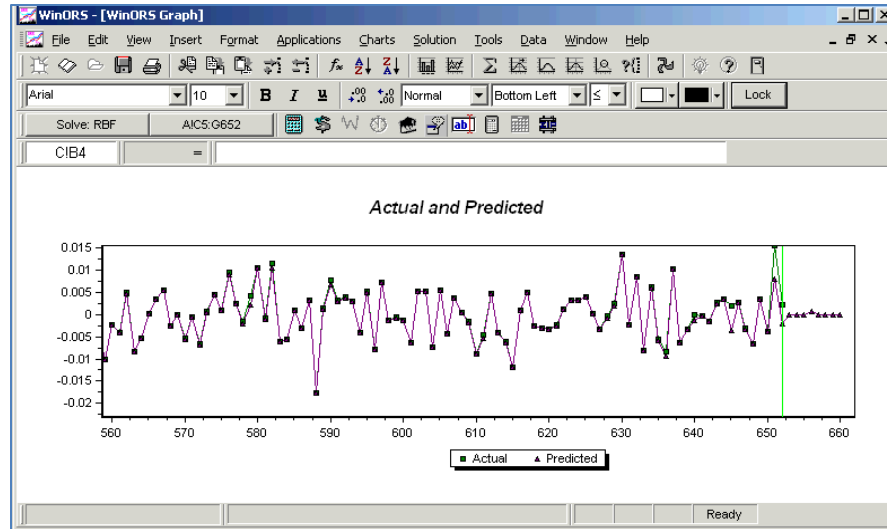 WinORS - [WinORS Graph]
File Edit View Insert Format Applications Charts Solution Tools Data Window Help
Arial 10 B I u Normal Bottom Left ≤ Lock
Solve: RBF A|C5:G652
C!B4 =
Actual and Predicted
0.015
0.01
0.005
0
-0.005
-0.01
-0.015
-0.02
560 570 580 590 600 610 620 630 640 650 660
Actual Predicted
Ready